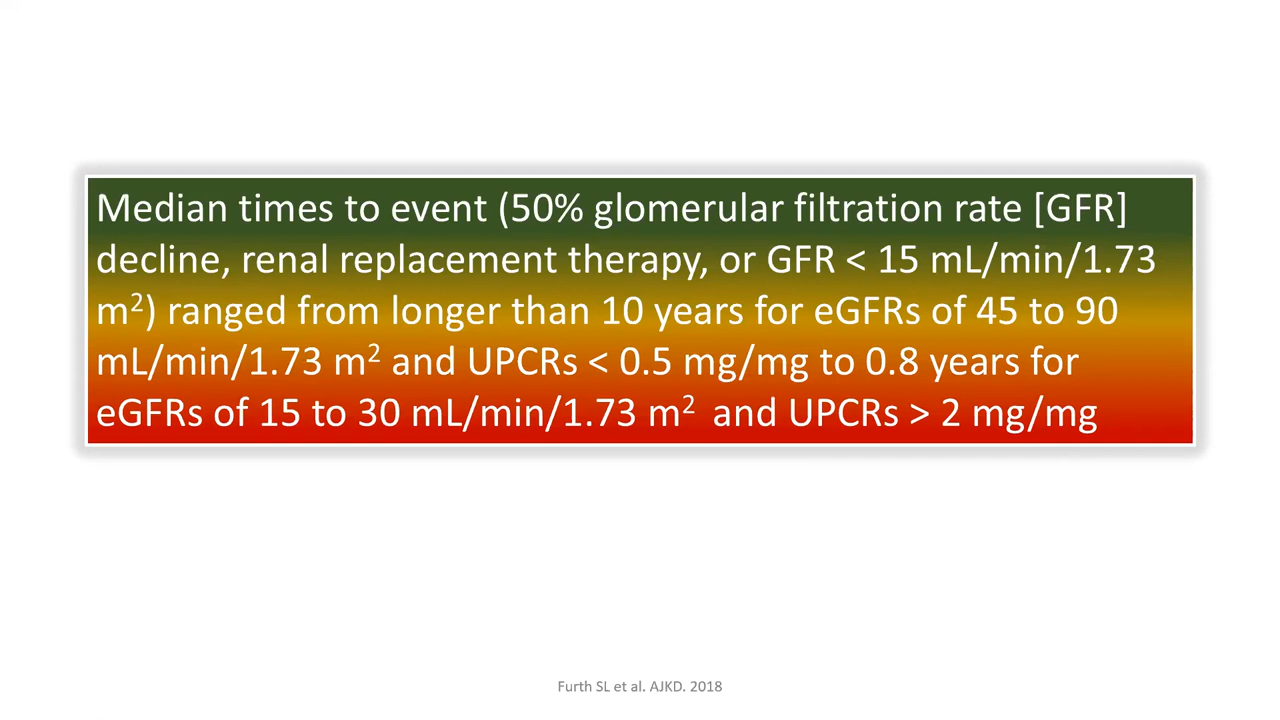 Median times to event (50% glomerular filtration rate [GFR]
decline, renal replacement therapy, or GFR < 15 mL/min/1.73
m²) ranged from longer than 10 years for eGFRs of 45 to 90
mL/min/1.73 m² and UPCRs < 0.5 mg/mg to 0.8 years for
eGFRs of 15 to 30 mL/min/1.73 m² and UPCRs > 2 mg/mg
Furth SL et al. AJKD. 2018